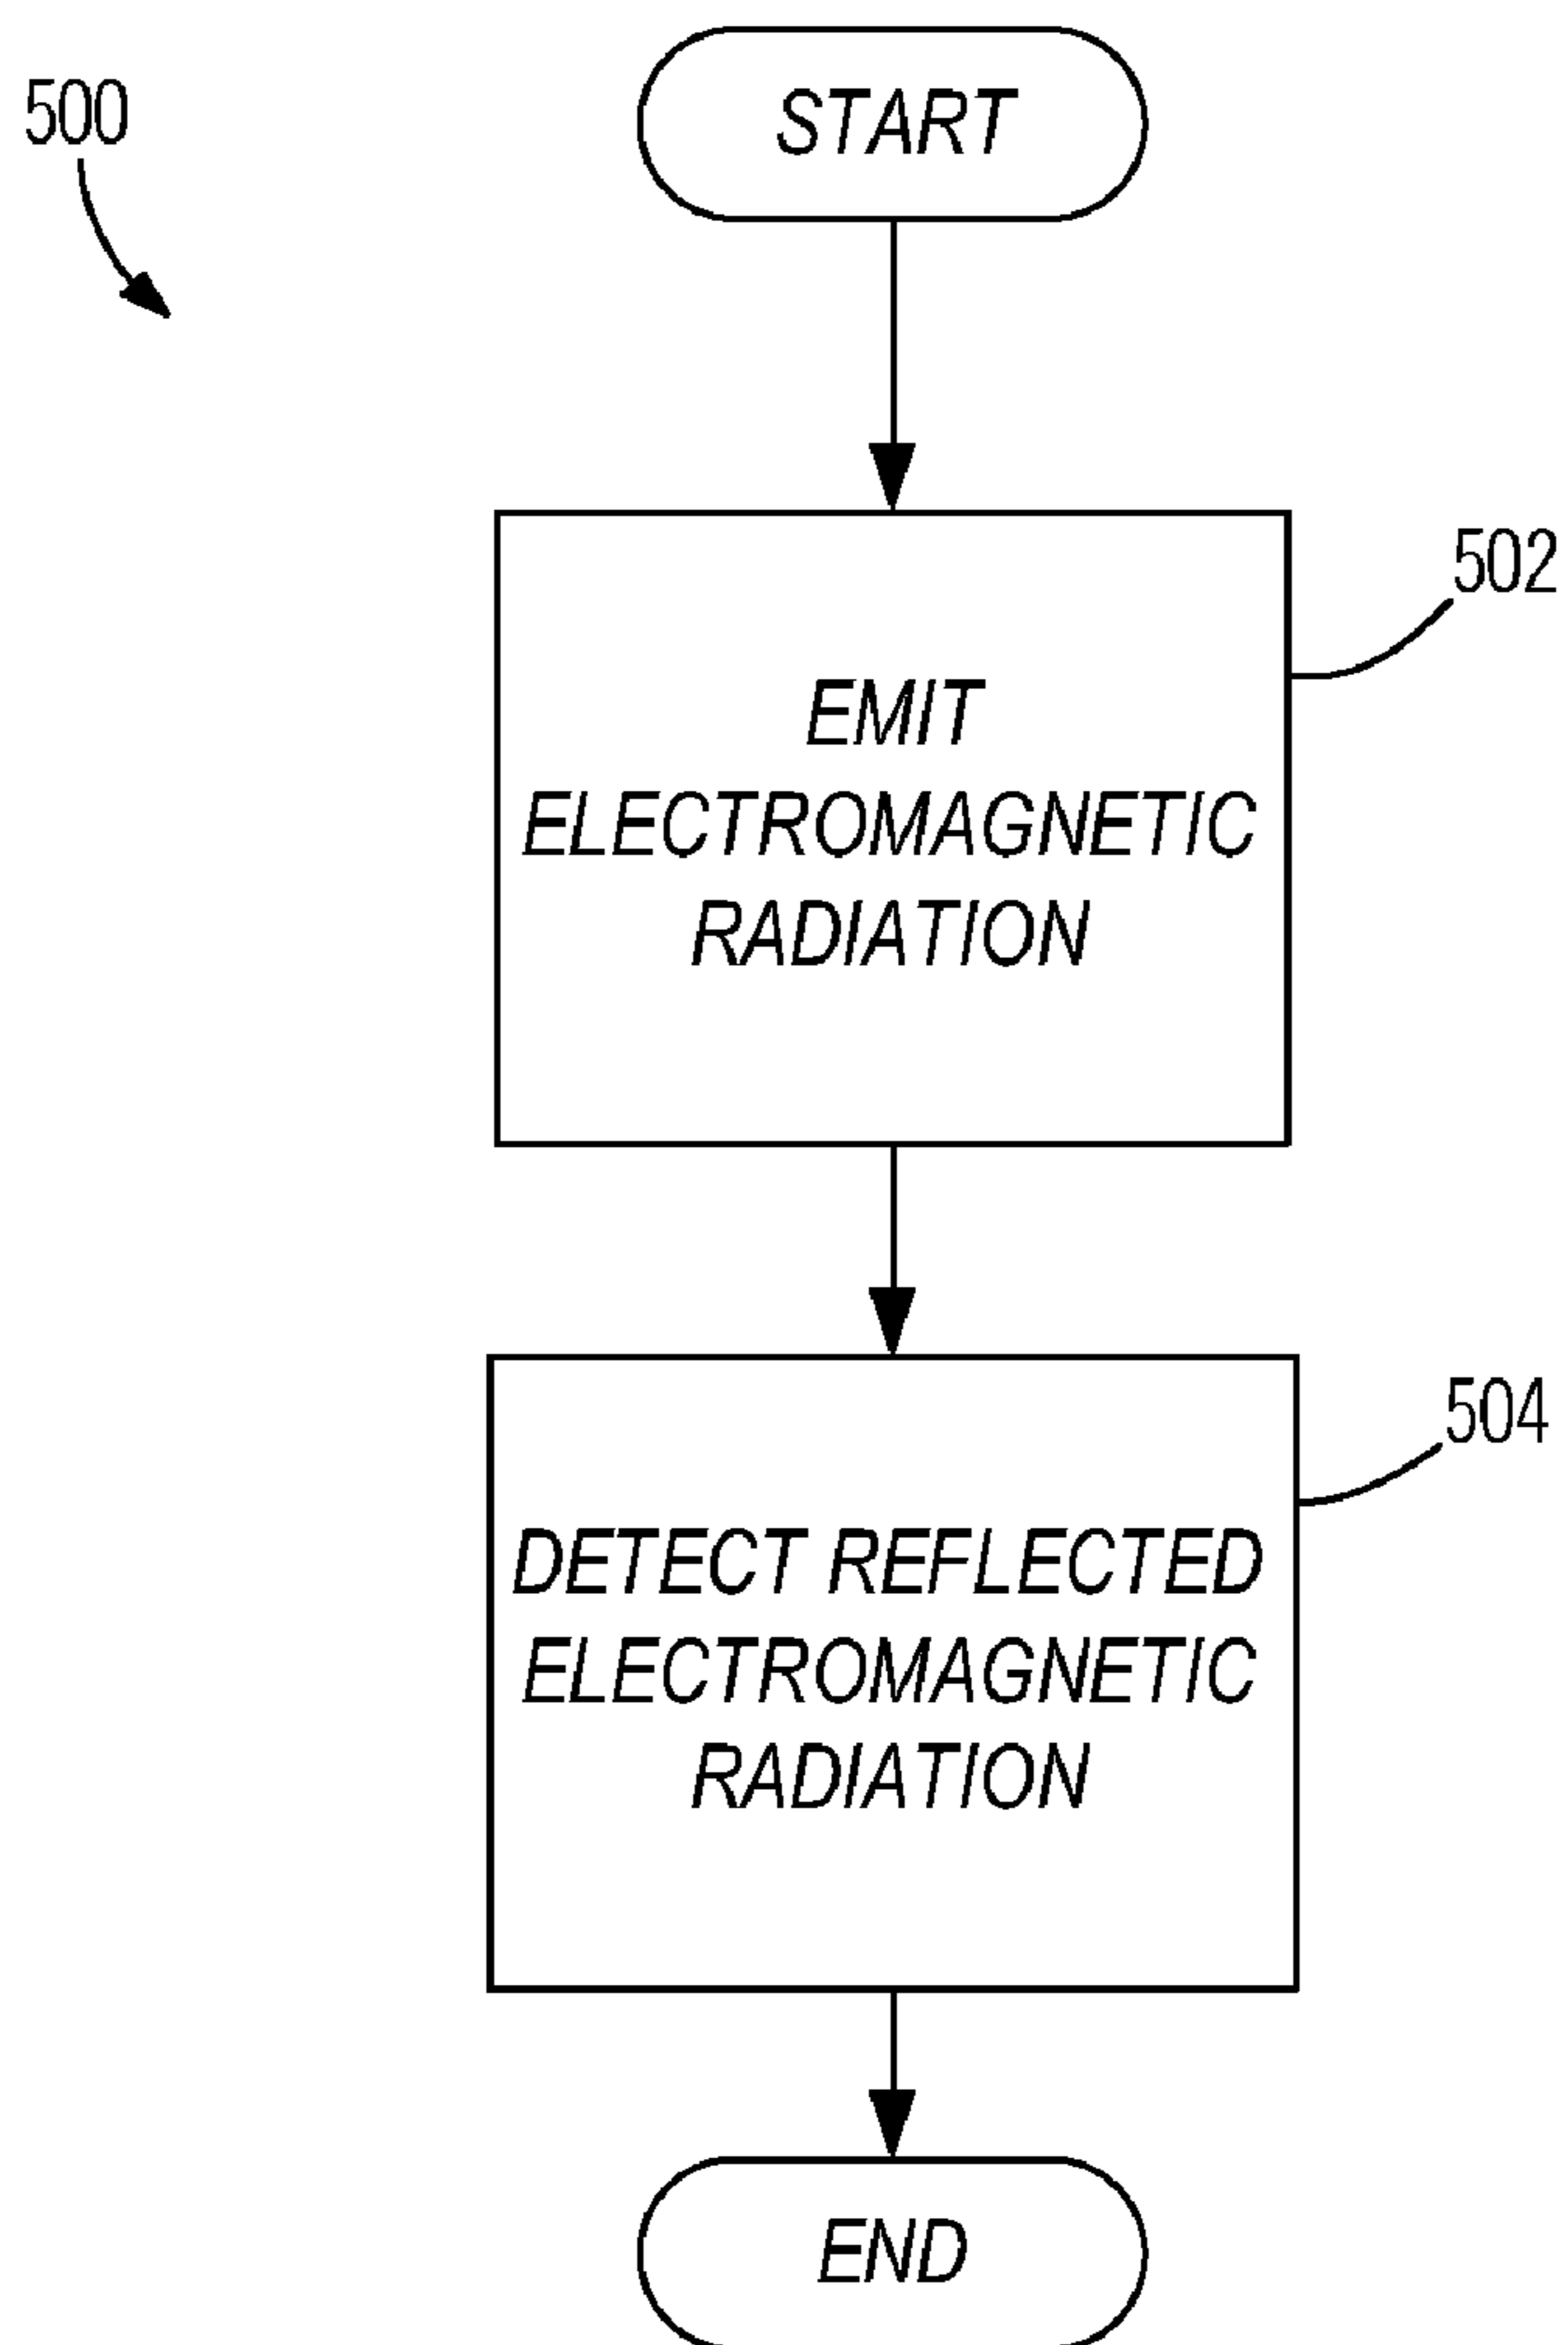 500
START
502
EMIT
ELECTROMAGNETIC
RADIATION
504
DETECT REFLECTED
ELECTROMAGNETIC
RADIATION
END